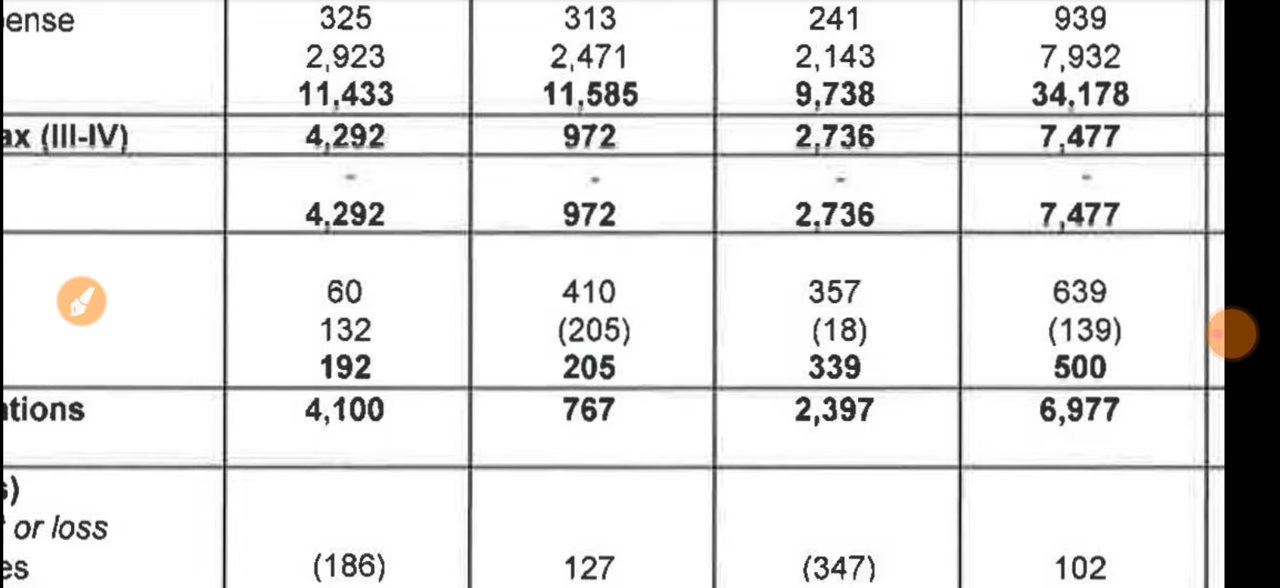 ense 325 313 241 939
2,923 2,471 2,143 7,932
11,433 11,585 9,738 34,178
ax (III-IV) 4,292 972 2,736 7,477
- - - -
4,292 972 2,736 7,477
60 410 357 639
132 (205) (18) (139)
192 205 339 500
tions 4,100 767 2,397 6,977
s)
or loss
es (186) 127 (347) 102